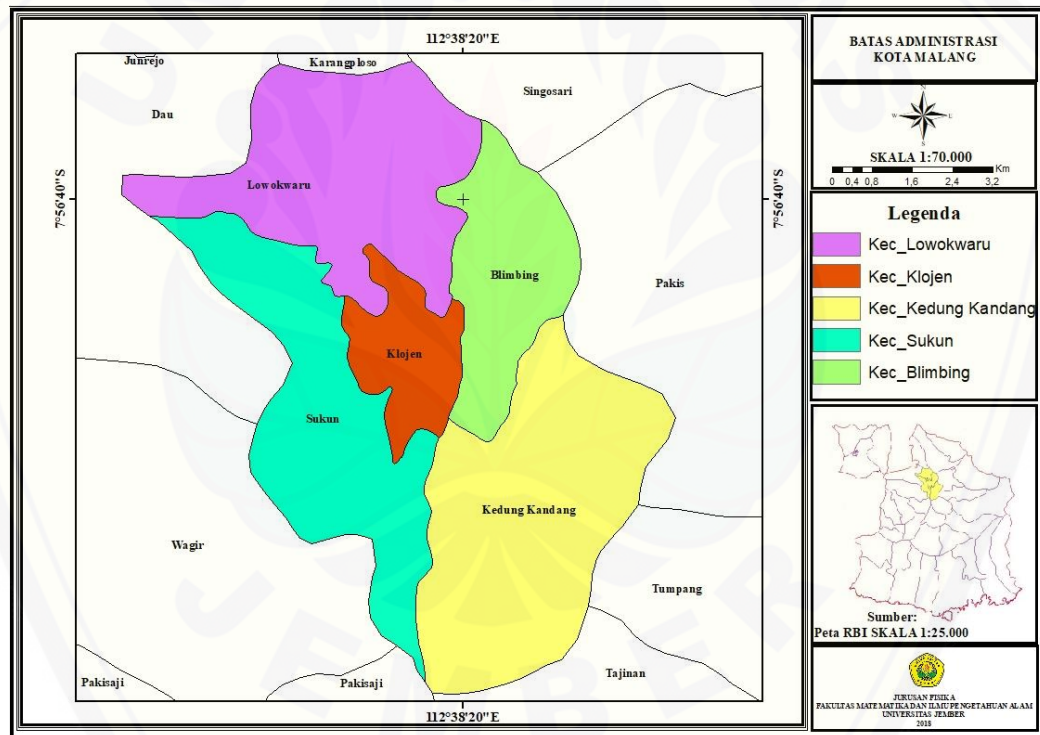 112°38'20"E
Junrejo
Karangploso
Singosari
Dau
Lowokwaru
7°56'40"S
7°56'40"S
Blimbing
Pakis
Klojen
Sukun
Kedung Kandang
Wagir
Tumpang
Tajinan
Pakisaji
Pakisaji
112°38'20"E
BATAS ADMINISTRASI
KOTA MALANG
N
W
S
SKALA 1:70.000
Km
0 0,4 0,8 1,6 2,4 3,2
Legenda
Kec_Lowokwaru
Kec_Klojen
Kec_Kedung Kandang
Kec_Sukun
Kec_Blimbing
Sumber:
Peta RBI SKALA 1:25.000
JURUSAN FISIKA
FAKULTAS MATEMATIKA DAN ILMU PENGETAHUAN ALAM
UNIVERSITAS JEMBER
2018
JEMBER